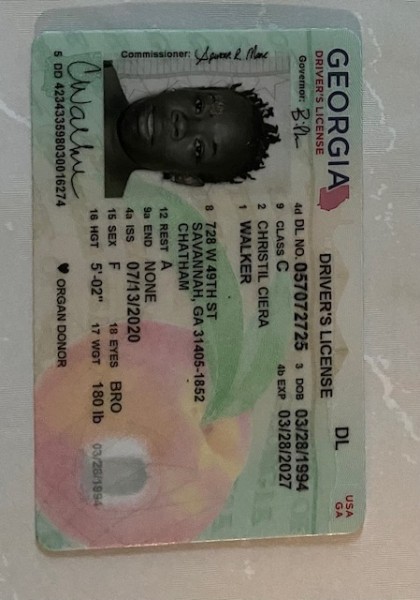 GEORGIA
DRIVER'S LICENSE
DRIVER'S LICENSE
DL
USA
GA
Governor:
4d DL NO. 057072725 3 DOB 03/28/1994
9 CLASS C 4b EXP 03/28/2027
2 CHRISTIL CIERA
1 WALKER
8 728 W 49TH ST
SAVANNAH, GA 31405-1852
CHATHAM
12 REST A
9a END NONE
4a ISS 07/13/2020
15 SEX F 18 EYES BRO
16 HGT 5'-02" 17 WGT 180 lb
03/28/1994
ORGAN DONOR
Commissioner:
5 DD 423433598030016274